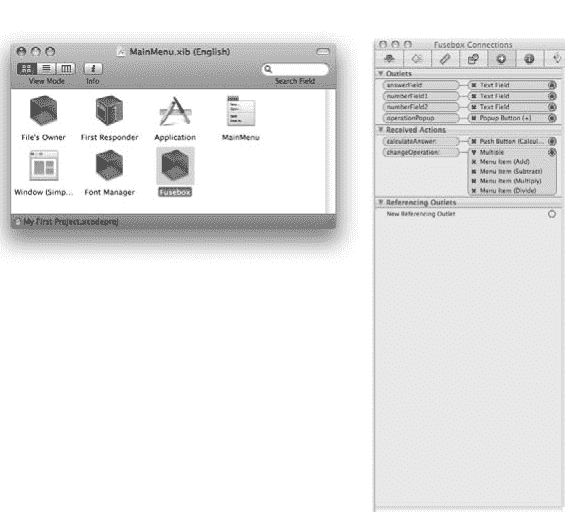 MainMenu.xib (English)
View Mode
Info
Search Field
File's Owner
First Responder
Application
MainMenu
Window (Simp...
Font Manager
Fusebox
My First Project.xcodeproj
Fusebox Connections
Outlets
answerField
Text Field
numberField1
Text Field
numberField2
Text Field
operationPopup
Popup Button (+)
Received Actions
calculateAnswer:
Push Button (Calcu...
changeOperation:
Multiple
Menu Item (Add)
Menu Item (Subtract)
Menu Item (Multiply)
Menu Item (Divide)
Referencing Outlets
New Referencing Outlet